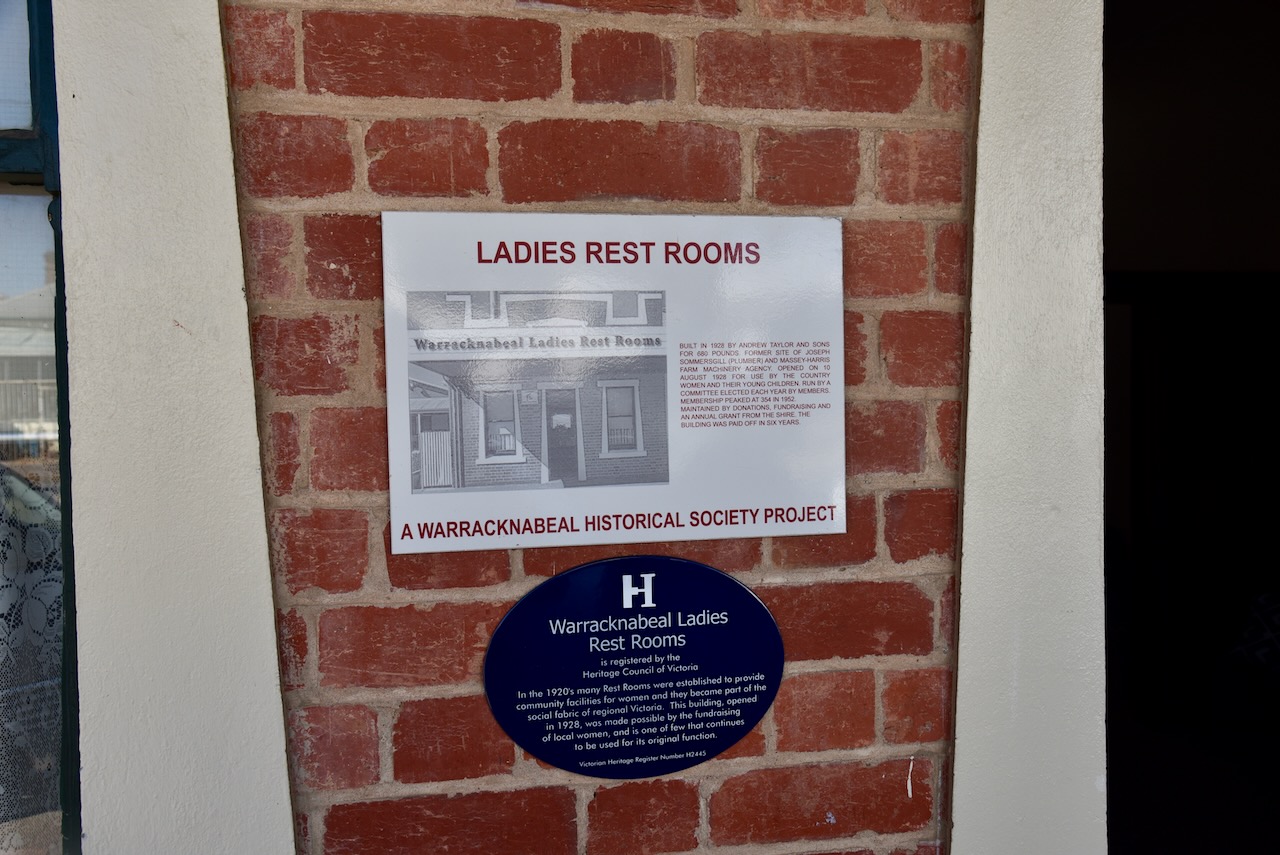 LADIES REST ROOMS
Warracknabeal Ladies Rest Rooms
BUILT IN 1928 BY ANDREW TAYLOR AND SONS
FOR 680 POUNDS. FORMER SITE OF JOSEPH
SOMMERSGILL (PLUMBER) AND MASSEY-HARRIS
FARM MACHINERY AGENCY. OPENED ON 10
AUGUST 1928 FOR USE BY THE COUNTRY
WOMEN AND THEIR YOUNG CHILDREN. RUN BY A
COMMITTEE ELECTED EACH YEAR BY MEMBERS.
MEMBERSHIP PEAKED AT 354 IN 1952.
MAINTAINED BY DONATIONS, FUNDRAISING AND
AN ANNUAL GRANT FROM THE SHIRE. THE
BUILDING WAS PAID OFF IN SIX YEARS.
A WARRACKNABEAL HISTORICAL SOCIETY PROJECT
H
Warracknabeal Ladies
Rest Rooms
is registered by the
Heritage Council of Victoria
In the 1920's many Rest Rooms were established to provide
community facilities for women and they became part of the
social fabric of regional Victoria. This building, opened
in 1928, was made possible by the fundraising
of local women, and is one of few that continues
to be used for its original function.
Victorian Heritage Register Number H2445